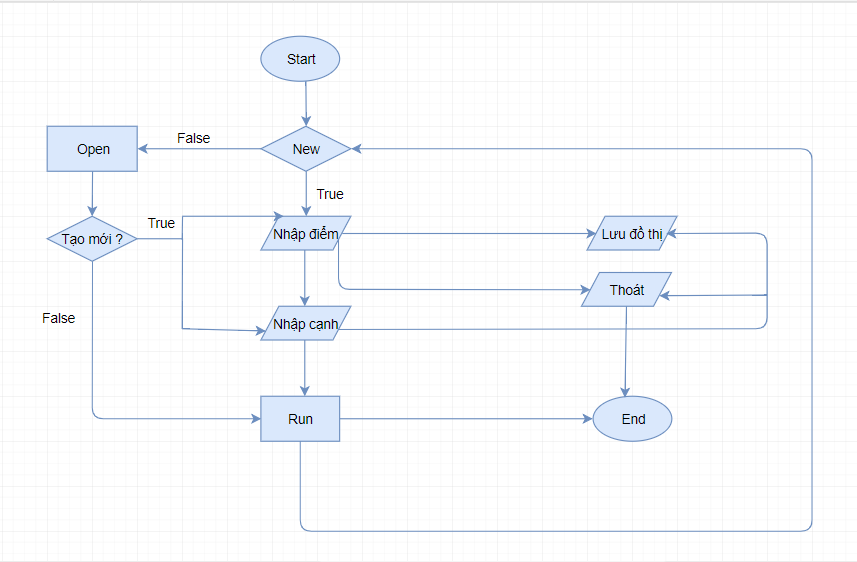 Start
False
Open
New
True
True
Tạo mới ?
Nhập điểm
Lưu đồ thị
Thoát
False
Nhập cạnh
Run
End